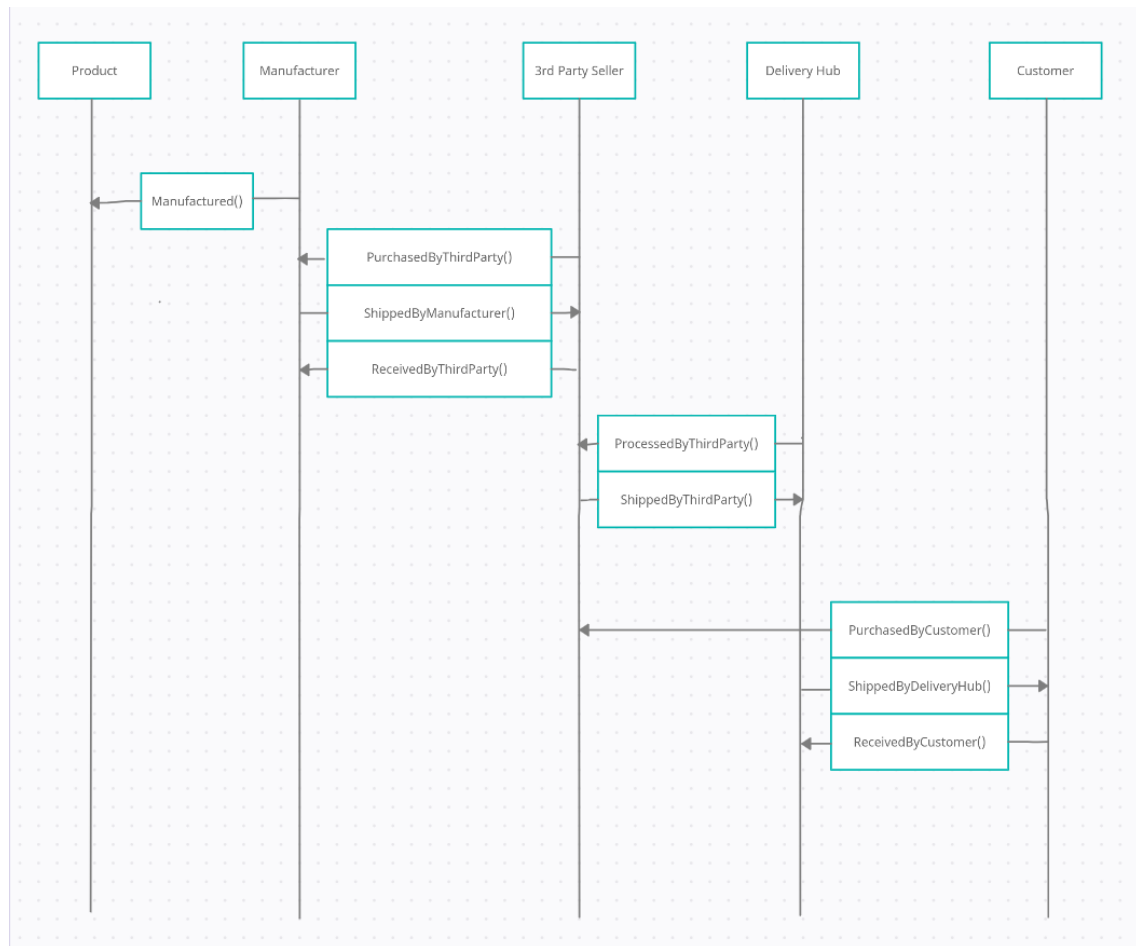 Product
Manufacturer
3rd Party Seller
Delivery Hub
Customer
Manufactured()
PurchasedByThirdParty()
ShippedByManufacturer()
ReceivedByThirdParty()
ProcessedByThirdParty()
ShippedByThirdParty()
PurchasedByCustomer()
ShippedByDeliveryHub()
ReceivedByCustomer()